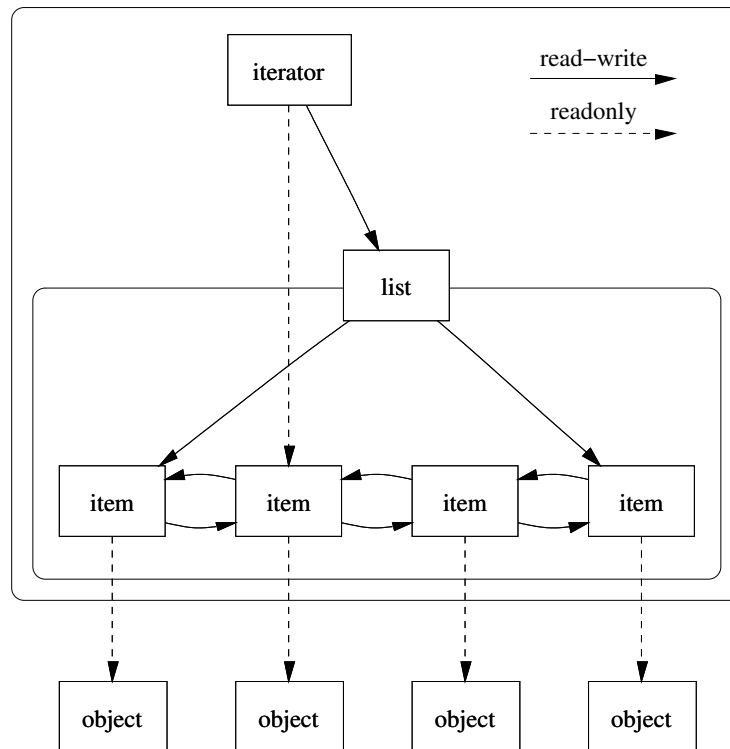 iterator
read−write
readonly
list
item item item item
object object object object